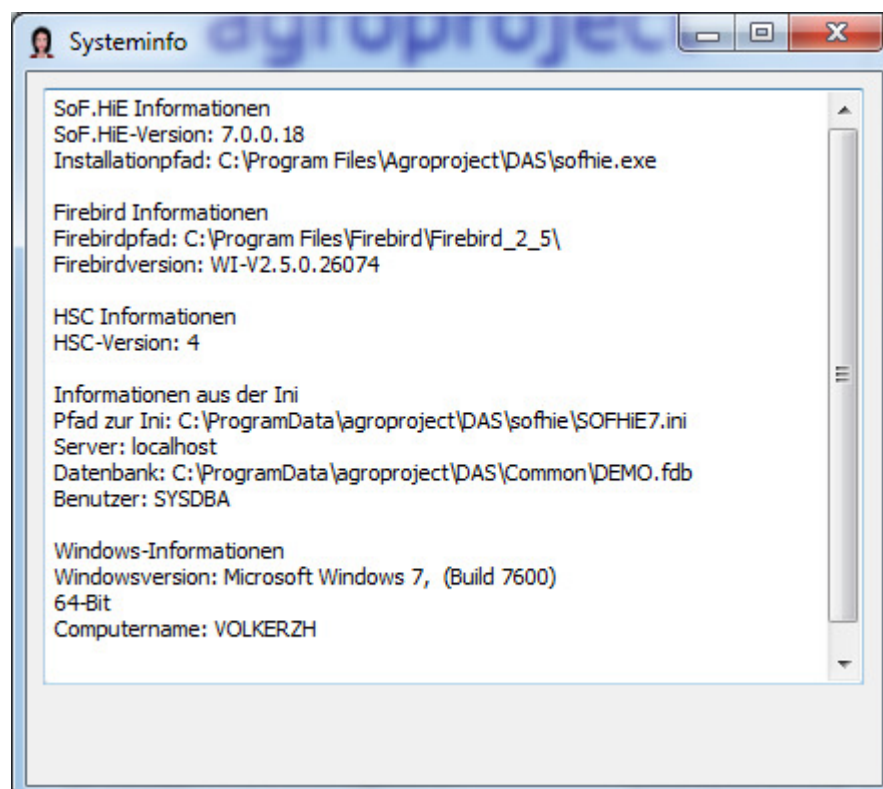 agroproject
Systeminfo
SoF.HiE Informationen
SoF.HiE-Version: 7.0.0.18
Installationpfad: C:\Program Files\Agroproject\DAS\sofhie.exe
Firebird Informationen
Firebirdpfad: C:\Program Files\Firebird\Firebird_2_5\
Firebirdversion: WI-V2.5.0.26074
HSC Informationen
HSC-Version: 4
Informationen aus der Ini
Pfad zur Ini: C:\ProgramData\agroproject\DAS\sofhie\SOFHiE7.ini
Server: localhost
Datenbank: C:\ProgramData\agroproject\DAS\Common\DEMO.fdb
Benutzer: SYSDBA
Windows-Informationen
Windowsversion: Microsoft Windows 7,  (Build 7600)
64-Bit
Computername: VOLKERZH